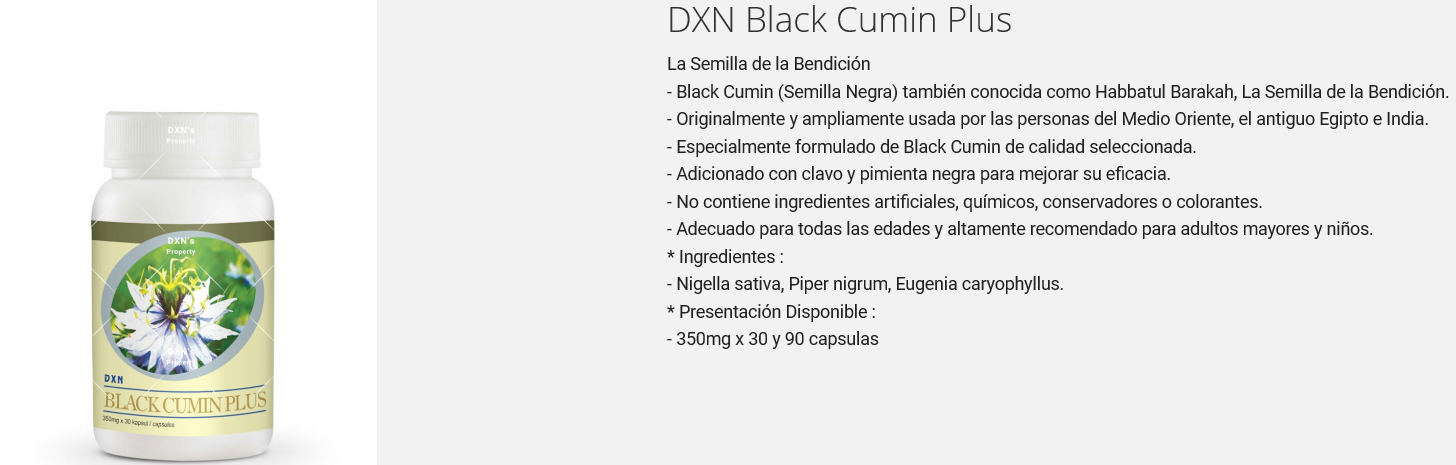 DXN Black Cumin Plus
La Semilla de la Bendición
- Black Cumin (Semilla Negra) también conocida como Habbatul Barakah, La Semilla de la Bendición.
- Originalmente y ampliamente usada por las personas del Medio Oriente, el antiguo Egipto e India.
- Especialmente formulado de Black Cumin de calidad seleccionada.
- Adicionado con clavo y pimienta negra para mejorar su eficacia.
- No contiene ingredientes artificiales, químicos, conservadores o colorantes.
- Adecuado para todas las edades y altamente recomendado para adultos mayores y niños.
* Ingredientes :
- Nigella sativa, Piper nigrum, Eugenia caryophyllus.
* Presentación Disponible :
- 350mg x 30 y 90 capsulas
DXN's
Property
DXN's
Property
DXN's
Property
DXN
BLACK CUMIN PLUS
350mg x 30 kapsul / capsules